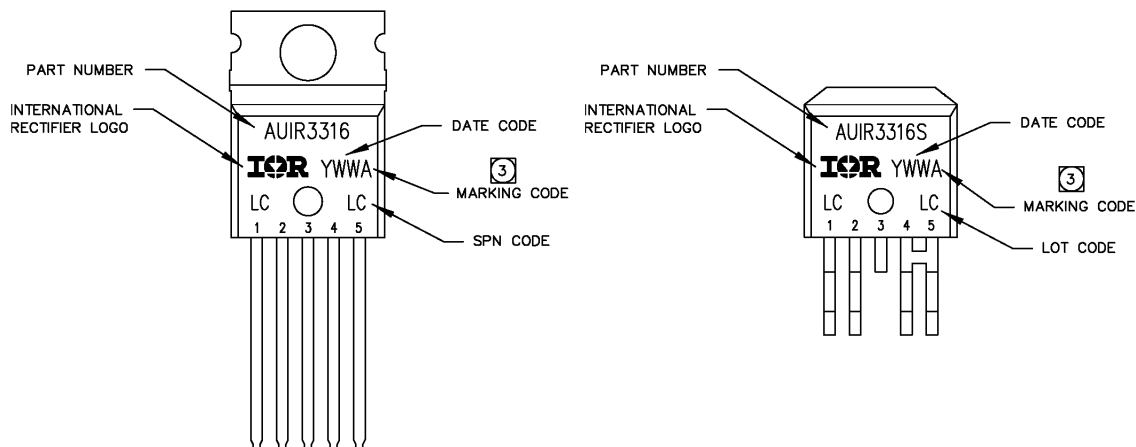 PART NUMBER
INTERNATIONAL
RECTIFIER LOGO
AUIR3316
IOR YWWA
LC LC
1 2 3 4 5
DATE CODE
3
MARKING CODE
SPN CODE
PART NUMBER
INTERNATIONAL
RECTIFIER LOGO
AUIR3316S
IOR YWWA
LC LC
1 2 3 4 5
DATE CODE
3
MARKING CODE
LOT CODE